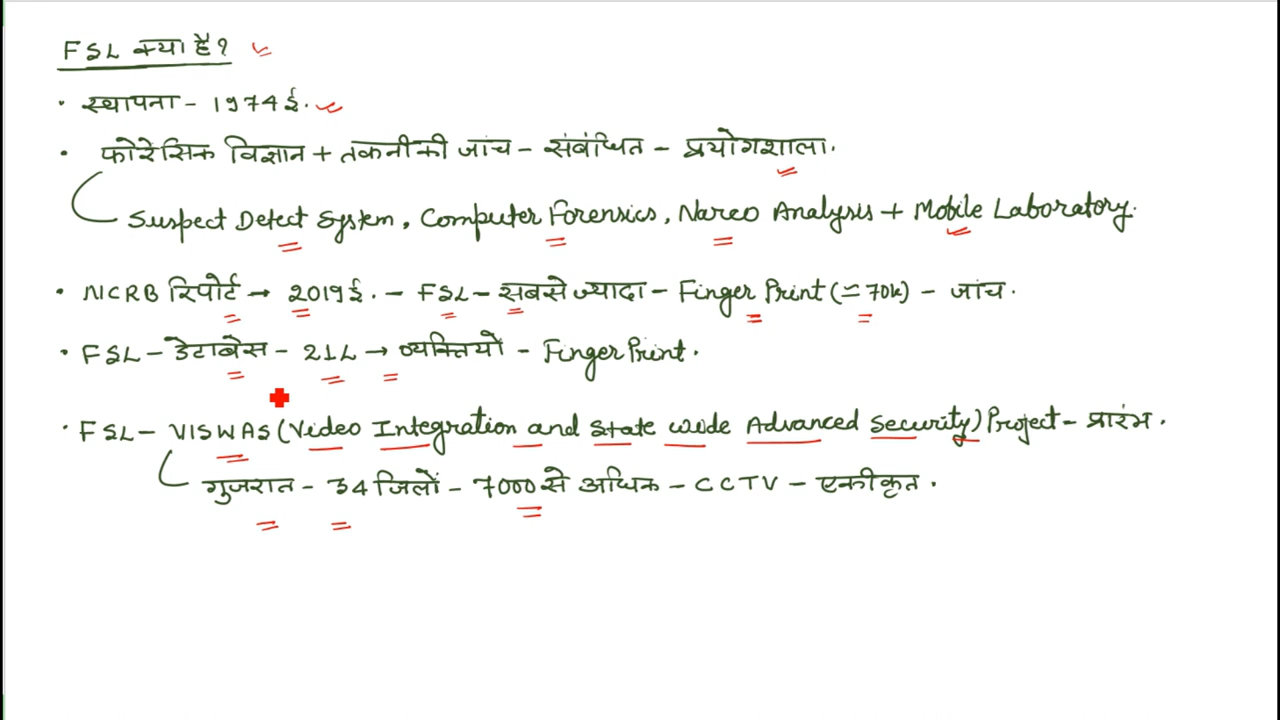 FSL क्या है?
• स्थापना - 1974 ई.
• फोरेंसिक विज्ञान + तकनीकी जांच - संबंधित - प्रयोगशाला.
Suspect Detect System, Computer Forensics, Narco Analysis + Mobile Laboratory.
• NCRB रिपोर्ट → 2019 ई. - FSL - सबसे ज्यादा - Finger Print (≃ 70k) - जांच.
• FSL - डेटाबेस - 21L → व्यक्तियों - Finger Print.
• FSL - VISWAS (Video Integration and State wide Advanced Security) Project - प्रारंभ.
गुजरात - 34 जिलों - 7000 से अधिक - CCTV - एकीकृत.